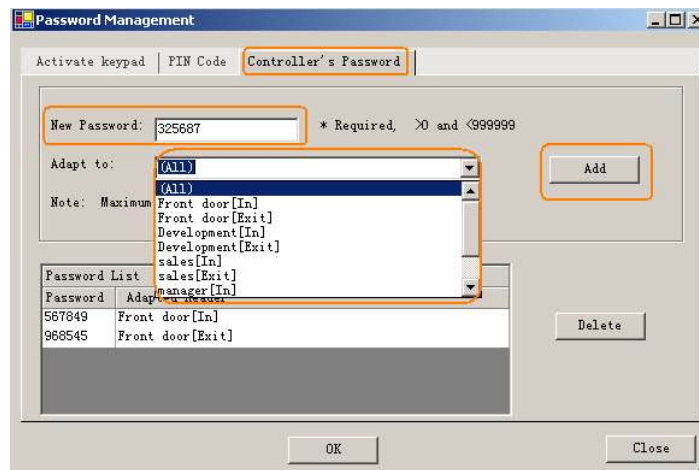 Password Management
Activate keypad PIN Code Controller's Password
New Password: 325687 * Required, >0 and <999999
Adapt to: (All)
Add
(All)
Note: Maximum
Front door[In]
Front door[Exit]
Development[In]
Development[Exit]
sales[In]
sales[Exit]
manager[In]
Password List
Password Adapted Reader
567849 Front door[In]
968545 Front door[Exit]
Delete
OK
Close